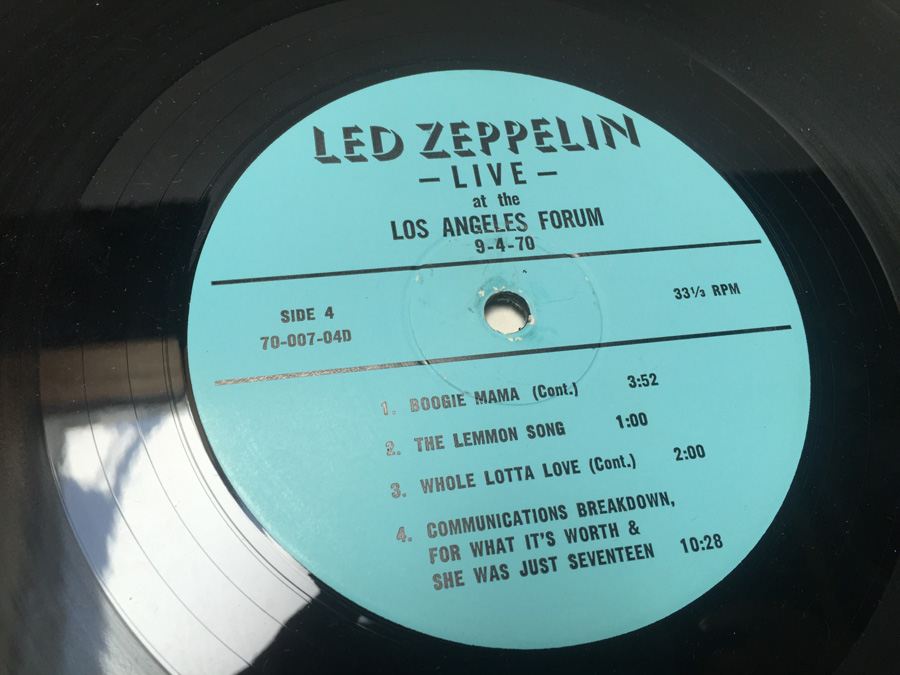 LED ZEPPELIN
– LIVE –
at the
LOS ANGELES FORUM
9-4-70
SIDE 4
70-007-04D
33⅓ RPM
1. BOOGIE MAMA (Cont.) 3:52
2. THE LEMMON SONG 1:00
3. WHOLE LOTTA LOVE (Cont.) 2:00
4. COMMUNICATIONS BREAKDOWN,
FOR WHAT IT'S WORTH &
SHE WAS JUST SEVENTEEN 10:28